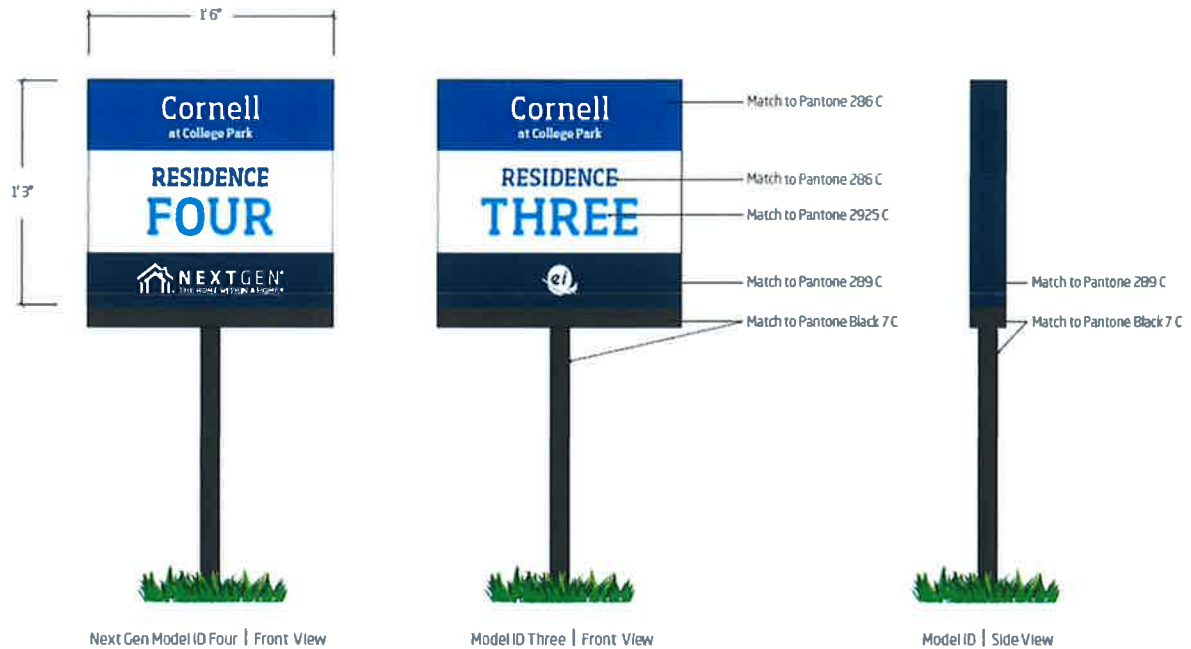 1'6"
1'3"
Cornell
at College Park
RESIDENCE
FOUR
NEXTGEN
Cornell
at College Park
RESIDENCE
THREE
ei
Match to Pantone 286 C
Match to Pantone 286 C
Match to Pantone 2925 C
Match to Pantone 289 C
Match to Pantone Black 7 C
Match to Pantone 289 C
Match to Pantone Black 7 C
Next Gen Model ID Four | Front View
Model ID Three | Front View
Model ID | Side View